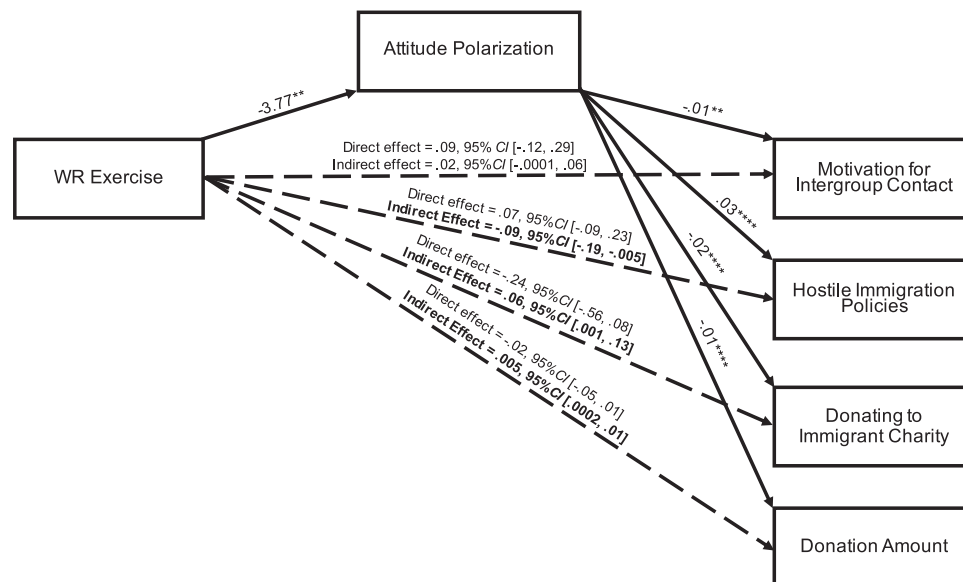 Attitude Polarization
-3.77**
-.01**
WR Exercise
Direct effect = .09, 95% CI [-.12, .29]
Indirect effect = .02, 95%CI [-.0001, .06]
Motivation for
Intergroup Contact
.03****
Direct effect = .07, 95%CI [-.09, .23]
Indirect Effect = -.09, 95%CI [-.19, -.005]
-.02****
Hostile Immigration
Policies
Direct effect = -.24, 95%CI [-.56, .08]
Indirect Effect = .06, 95%CI [.001, .13]
-.01****
Direct effect = -.02, 95%CI [-.05, .01]
Indirect Effect = .005, 95%CI [.0002, .01]
Donating to
Immigrant Charity
Donation Amount